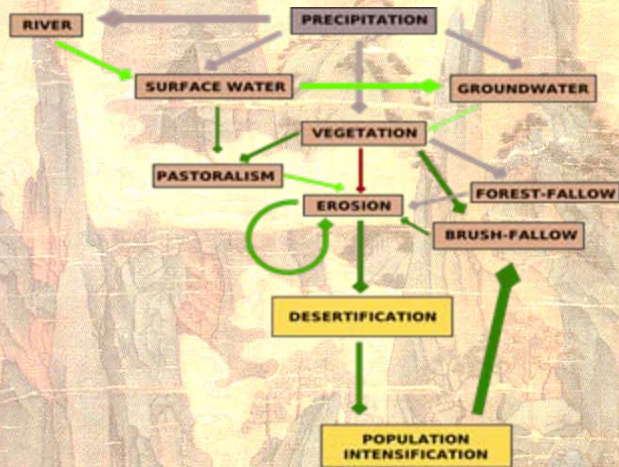 RIVER
PRECIPITATION
SURFACE WATER
GROUNDWATER
VEGETATION
PASTORALISM
FOREST-FALLOW
EROSION
BRUSH-FALLOW
DESERTIFICATION
POPULATION
INTENSIFICATION